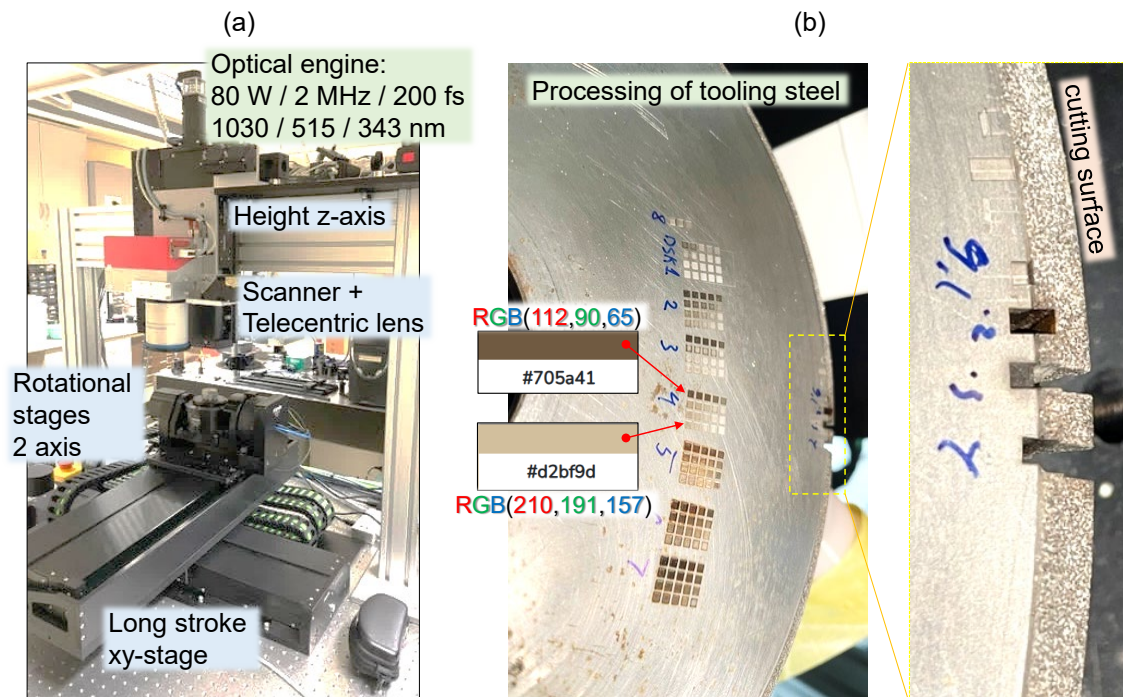 (a)
Optical engine:
80 W / 2 MHz / 200 fs
1030 / 515 / 343 nm
Height z-axis
Scanner +
Telecentric lens
Rotational
stages
2 axis
Long stroke
xy-stage
(b)
Processing of tooling steel
8
2
3
RGB(112,90,65)
#705a41
4
#d2bf9d
RGB(210,191,157)
5
7
cutting surface